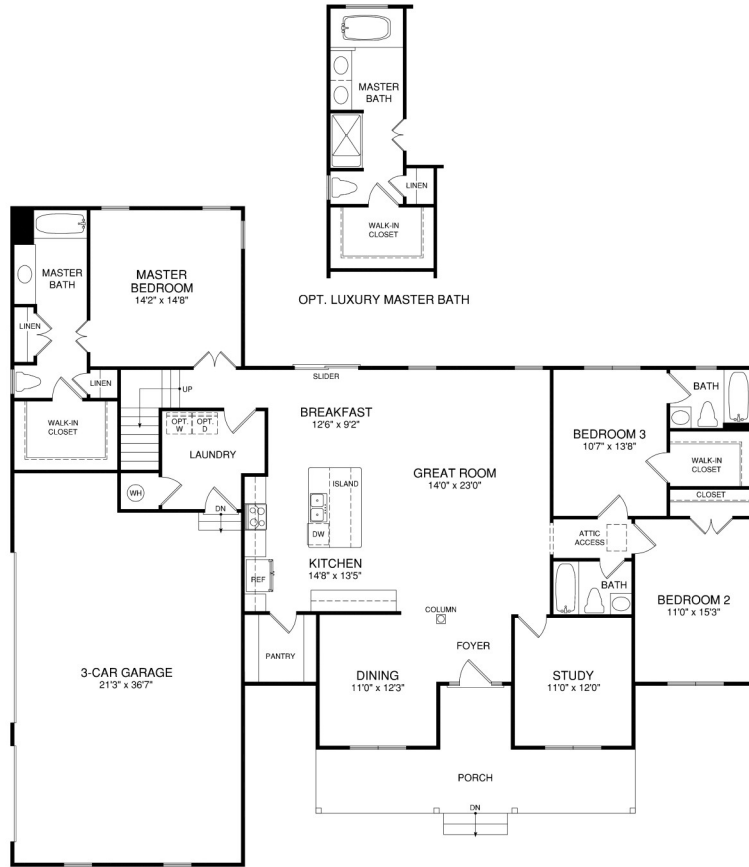 MASTER
BATH
LINEN
WALK-IN
CLOSET
OPT. LUXURY MASTER BATH
MASTER
BATH
MASTER
BEDROOM
14'2" x 14'8"
LINEN
LINEN
WALK-IN
CLOSET
UP
SLIDER
BREAKFAST
12'6" x 9'2"
OPT.
W
OPT.
D
LAUNDRY
WH
DN
ISLAND
DW
KITCHEN
14'8" x 13'5"
REF
PANTRY
GREAT ROOM
14'0" x 23'0"
BEDROOM 3
10'7" x 13'8"
BATH
WALK-IN
CLOSET
CLOSET
ATTIC
ACCESS
BATH
BEDROOM 2
11'0" x 15'3"
COLUMN
FOYER
3-CAR GARAGE
21'3" x 36'7"
DINING
11'0" x 12'3"
STUDY
11'0" x 12'0"
PORCH
DN